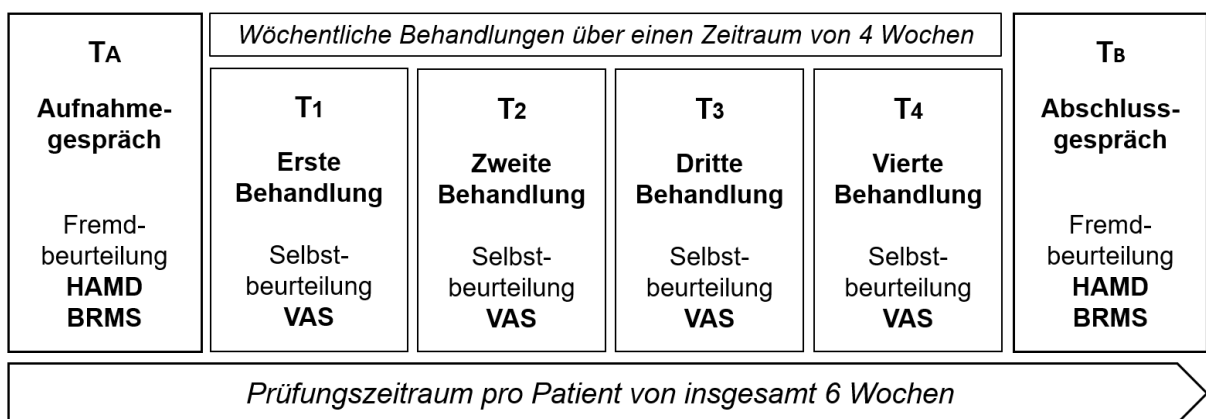 TA
Aufnahme-
gespräch
Fremd-
beurteilung
HAMD
BRMS
Wöchentliche Behandlungen über einen Zeitraum von 4 Wochen
T1
Erste
Behandlung
Selbst-
beurteilung
VAS
T2
Zweite
Behandlung
Selbst-
beurteilung
VAS
T3
Dritte
Behandlung
Selbst-
beurteilung
VAS
T4
Vierte
Behandlung
Selbst-
beurteilung
VAS
TB
Abschluss-
gespräch
Fremd-
beurteilung
HAMD
BRMS
Prüfungszeitraum pro Patient von insgesamt 6 Wochen